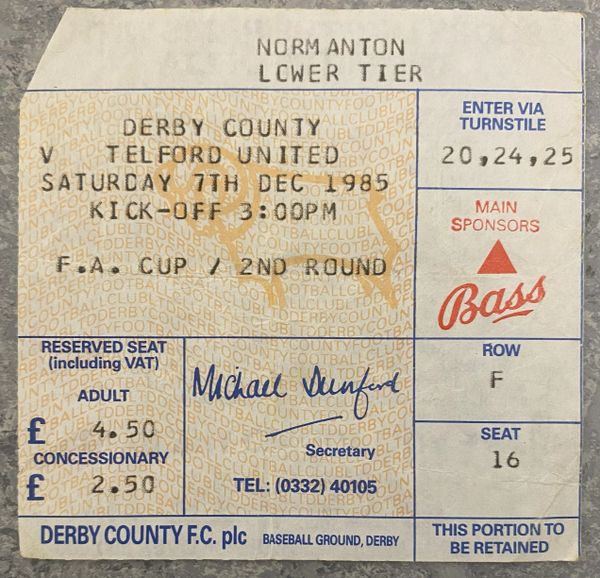 NORMANTON
LOWER TIER
DERBY COUNTY
V TELFORD UNITED
SATURDAY 7TH DEC 1985
KICK-OFF 3:00PM
F.A. CUP / 2ND ROUND
ENTER VIA
TURNSTILE
20,24,25
MAIN
SPONSORS
Bass
RESERVED SEAT
(including VAT)
ADULT
£ 4.50
CONCESSIONARY
£ 2.50
Michael Dunford
Secretary
TEL: (0332) 40105
ROW
F
SEAT
16
DERBY COUNTY F.C. plc BASEBALL GROUND, DERBY
THIS PORTION TO
BE RETAINED